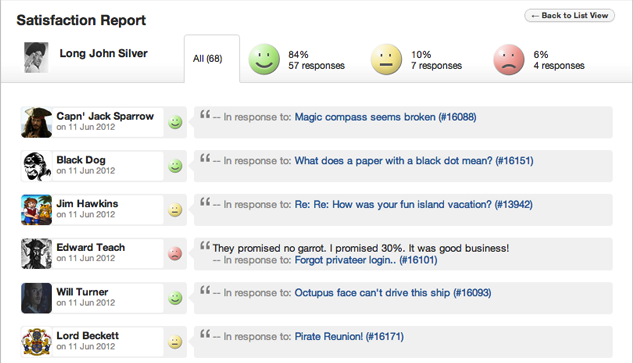 Satisfaction Report
← Back to List View
Long John Silver
All (68)
84%
57 responses
10%
7 responses
6%
4 responses
Capn' Jack Sparrow
on 11 Jun 2012
“ -- In response to: Magic compass seems broken (#16088)
Black Dog
on 11 Jun 2012
“ -- In response to: What does a paper with a black dot mean? (#16151)
Jim Hawkins
on 11 Jun 2012
“ -- In response to: Re: Re: How was your fun island vacation? (#13942)
Edward Teach
on 11 Jun 2012
“ They promised no garrot. I promised 30%. It was good business!
-- In response to: Forgot privateer login.. (#16101)
Will Turner
on 11 Jun 2012
“ -- In response to: Octupus face can't drive this ship (#16093)
Lord Beckett
on 11 Jun 2012
“ -- In response to: Pirate Reunion! (#16171)